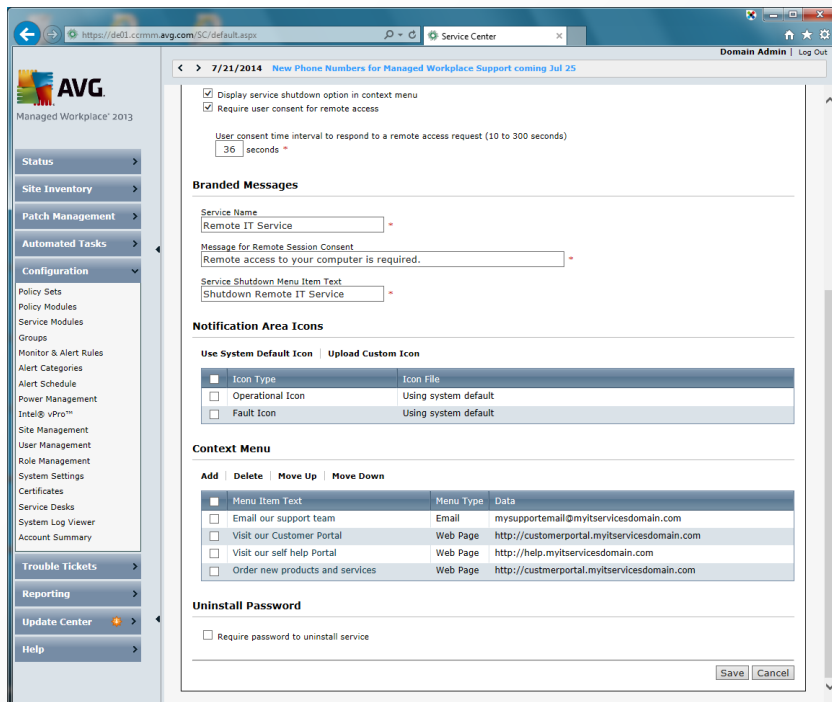 https://de01.ccrmm.avg.com/SC/default.aspx
Service Center
Domain Admin | Log Out
7/21/2014 New Phone Numbers for Managed Workplace Support coming Jul 25
AVG.
Managed Workplace' 2013
Status
Site Inventory
Patch Management
Automated Tasks
Configuration
Policy Sets
Policy Modules
Service Modules
Groups
Monitor & Alert Rules
Alert Categories
Alert Schedule
Power Management
Intel® vPro™
Site Management
User Management
Role Management
System Settings
Certificates
Service Desks
System Log Viewer
Account Summary
Trouble Tickets
Reporting
Update Center
Help
Display service shutdown option in context menu
Require user consent for remote access
User consent time interval to respond to a remote access request (10 to 300 seconds)
36 seconds *
Branded Messages
Service Name
Remote IT Service *
Message for Remote Session Consent
Remote access to your computer is required. *
Service Shutdown Menu Item Text
Shutdown Remote IT Service *
Notification Area Icons
Use System Default Icon | Upload Custom Icon
Icon Type Icon File
Operational Icon Using system default
Fault Icon Using system default
Context Menu
Add | Delete | Move Up | Move Down
Menu Item Text Menu Type Data
Email our support team Email mysupportemail@myitservicesdomain.com
Visit our Customer Portal Web Page http://customerportal.myitservicesdomain.com
Visit our self help Portal Web Page http://help.myitservicesdomain.com
Order new products and services Web Page http://custmerportal.myitservicesdomain.com
Uninstall Password
Require password to uninstall service
Save Cancel